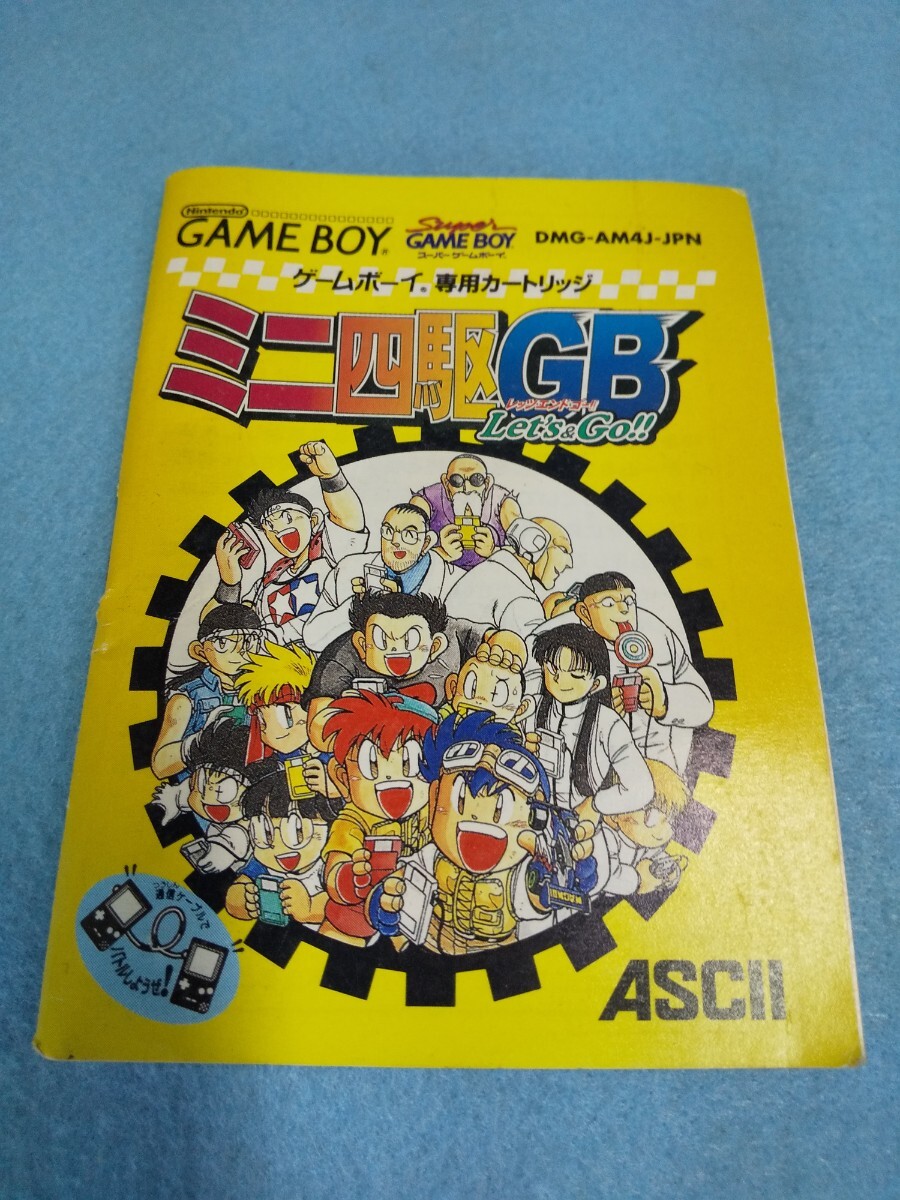 Nintendo
GAME BOY®
Super
GAME BOY
スーパーゲームボーイ®
DMG-AM4J-JPN
ゲームボーイ® 専用カートリッジ
ミニ四駆GB
レッツ・エンド・ゴー!!
Let's&Go!!
通信ケーブルで
バトルしようぜ!
ASCII